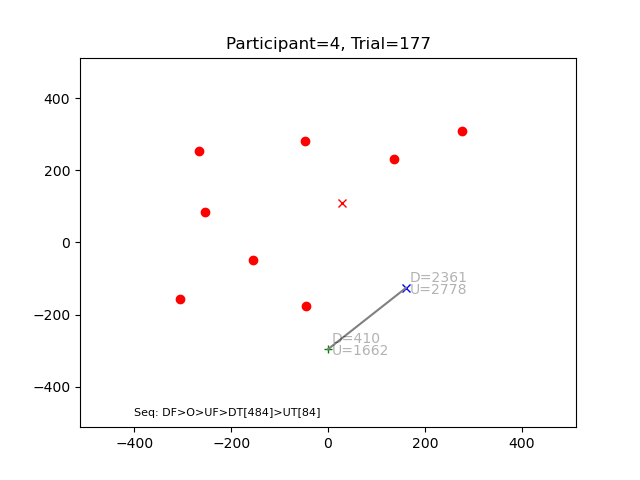 Participant=4, Trial=177
400
200
0
−200
−400
D=2361
U=2778
D=410
U=1662
Seq: DF>O>UF>DT[484]>UT[84]
−400 −200 0 200 400